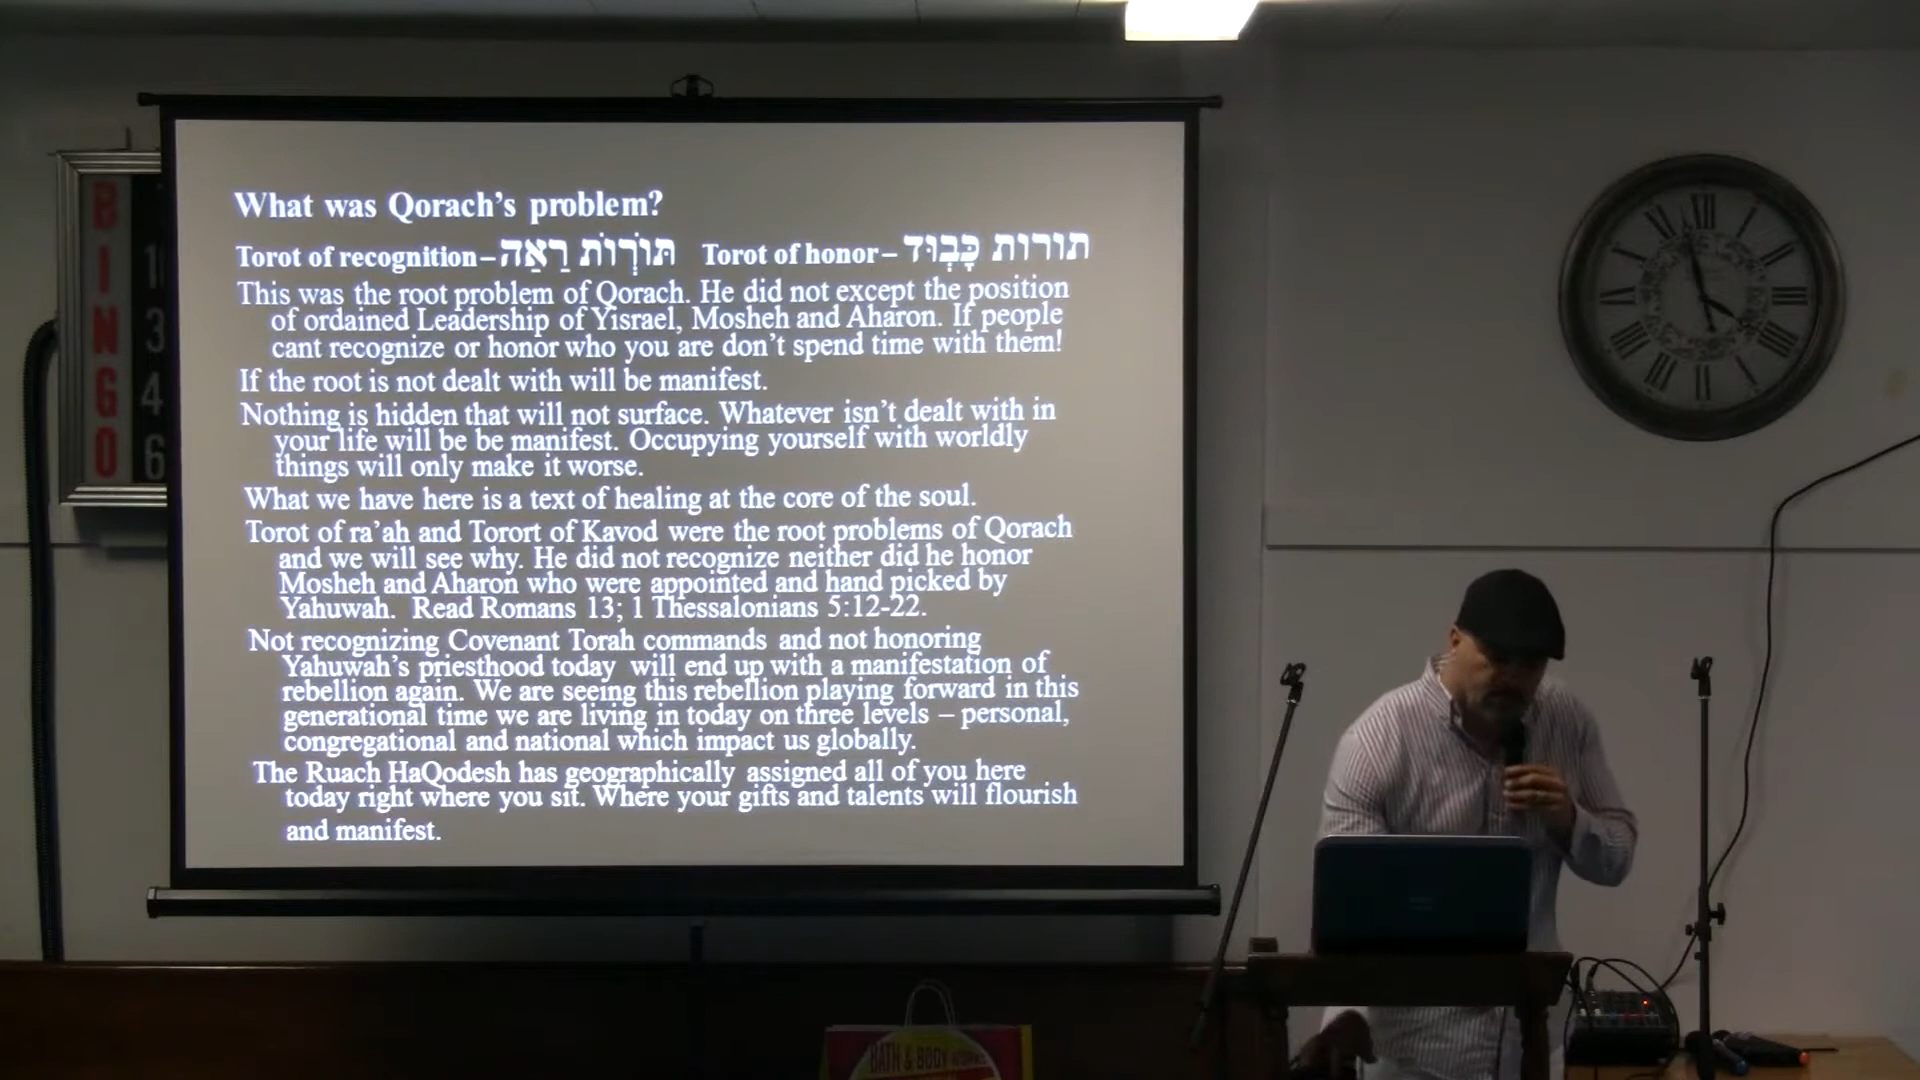 What was Qorach's problem?
Torot of recognition – תּוֹרְוֹת רַאַה Torot of honor – תורות כָּבְוּד
This was the root problem of Qorach. He did not except the position
of ordained Leadership of Yisrael, Mosheh and Aharon. If people
cant recognize or honor who you are don't spend time with them!
If the root is not dealt with will be manifest.
Nothing is hidden that will not surface. Whatever isn't dealt with in
your life will be be manifest. Occupying yourself with worldly
things will only make it worse.
What we have here is a text of healing at the core of the soul.
Torot of ra'ah and Torort of Kavod were the root problems of Qorach
and we will see why. He did not recognize neither did he honor
Mosheh and Aharon who were appointed and hand picked by
Yahuwah. Read Romans 13; 1 Thessalonians 5:12-22.
Not recognizing Covenant Torah commands and not honoring
Yahuwah's priesthood today will end up with a manifestation of
rebellion again. We are seeing this rebellion playing forward in this
generational time we are living in today on three levels – personal,
congregational and national which impact us globally.
The Ruach HaQodesh has geographically assigned all of you here
today right where you sit. Where your gifts and talents will flourish
and manifest.
B
I
N
G
O
1
3
4
6
BATH & BODY